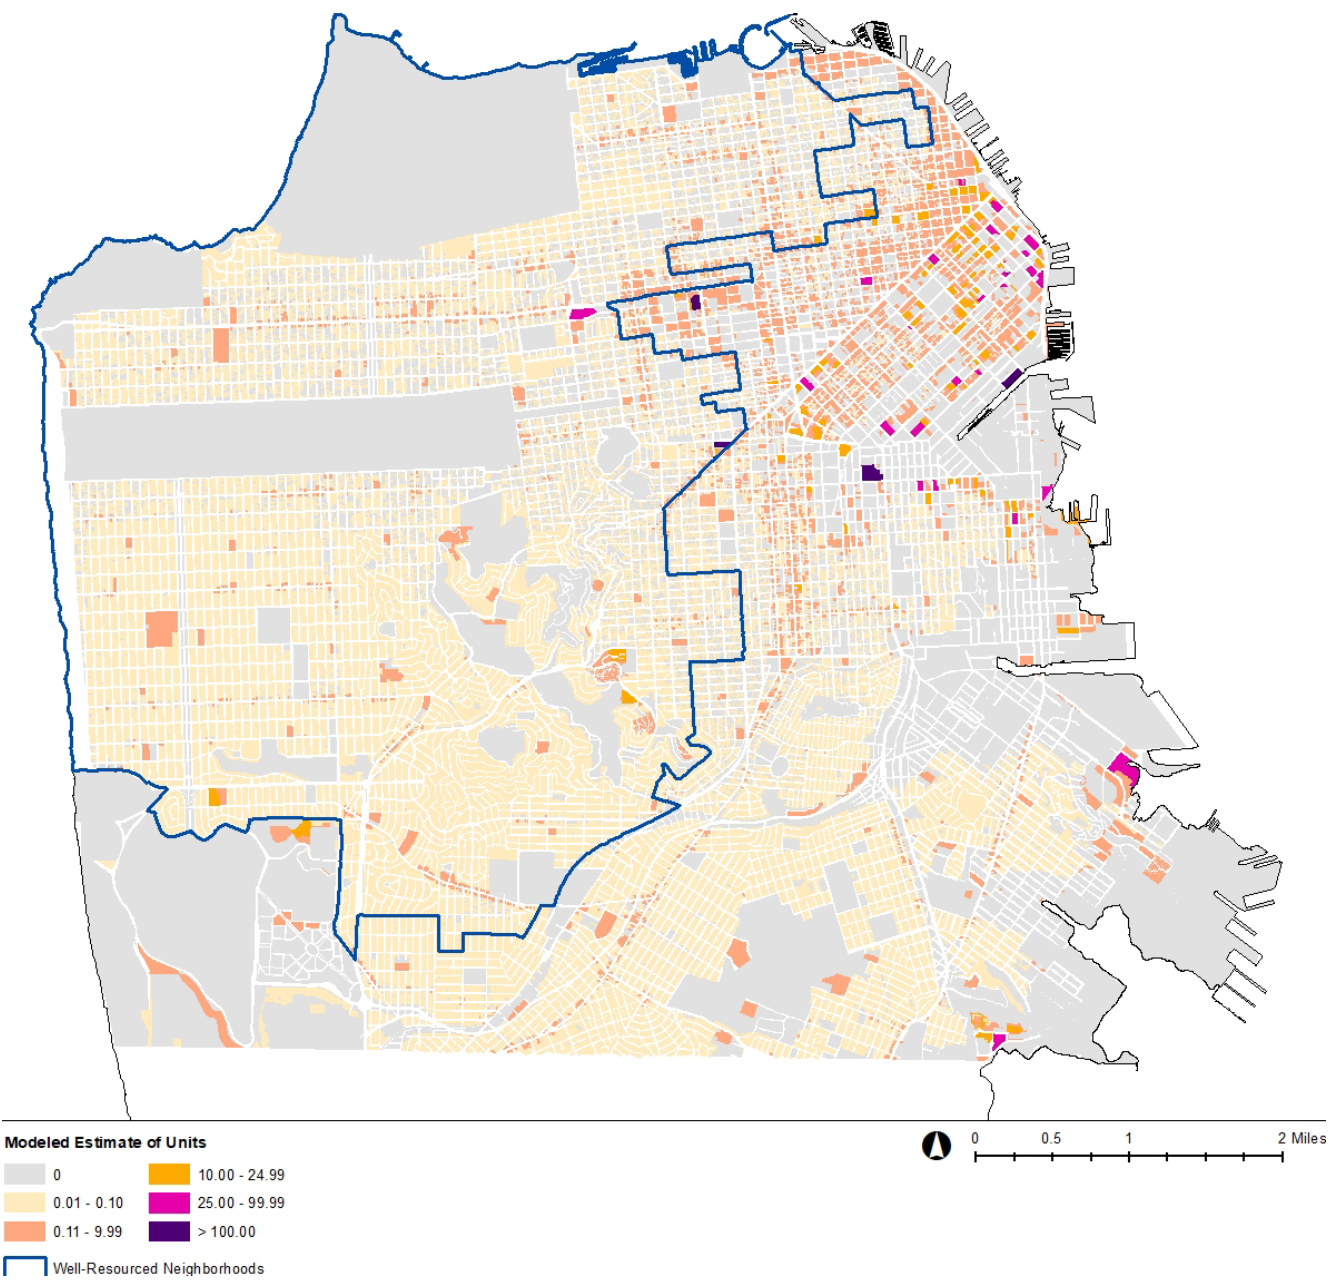 Modeled Estimate of Units
0
10.00 - 24.99
0.01 - 0.10
25.00 - 99.99
0.11 - 9.99
> 100.00
Well-Resourced Neighborhoods
0 0.5 1 2 Miles